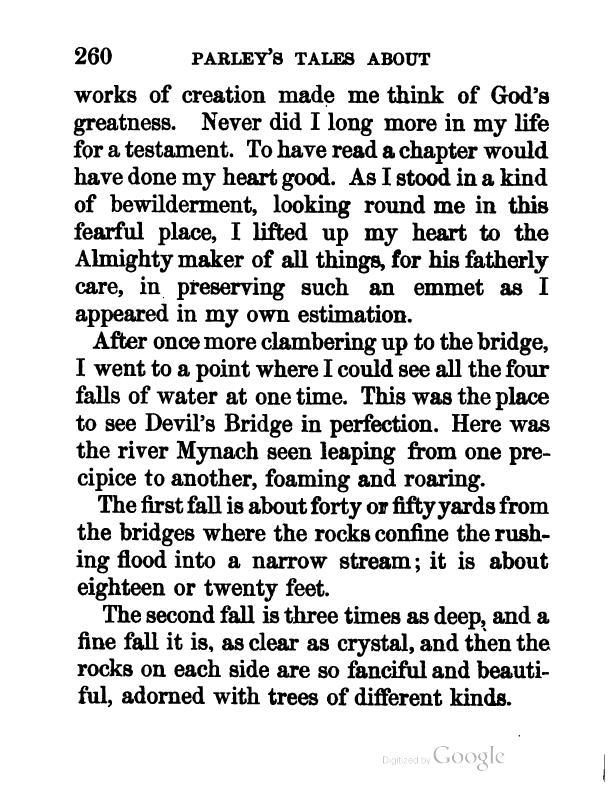 260 PARLEY'S TALES ABOUT
works of creation made me think of God's
greatness. Never did I long more in my life
for a testament. To have read a chapter would
have done my heart good. As I stood in a kind
of bewilderment, looking round me in this
fearful place, I lifted up my heart to the
Almighty maker of all things, for his fatherly
care, in preserving such an emmet as I
appeared in my own estimation.
After once more clambering up to the bridge,
I went to a point where I could see all the four
falls of water at one time. This was the place
to see Devil's Bridge in perfection. Here was
the river Mynach seen leaping from one pre-
cipice to another, foaming and roaring.
The first fall is about forty or fifty yards from
the bridges where the rocks confine the rush-
ing flood into a narrow stream; it is about
eighteen or twenty feet.
The second fall is three times as deep, and a
fine fall it is, as clear as crystal, and then the
rocks on each side are so fanciful and beauti-
ful, adorned with trees of different kinds.
Digitized by Google